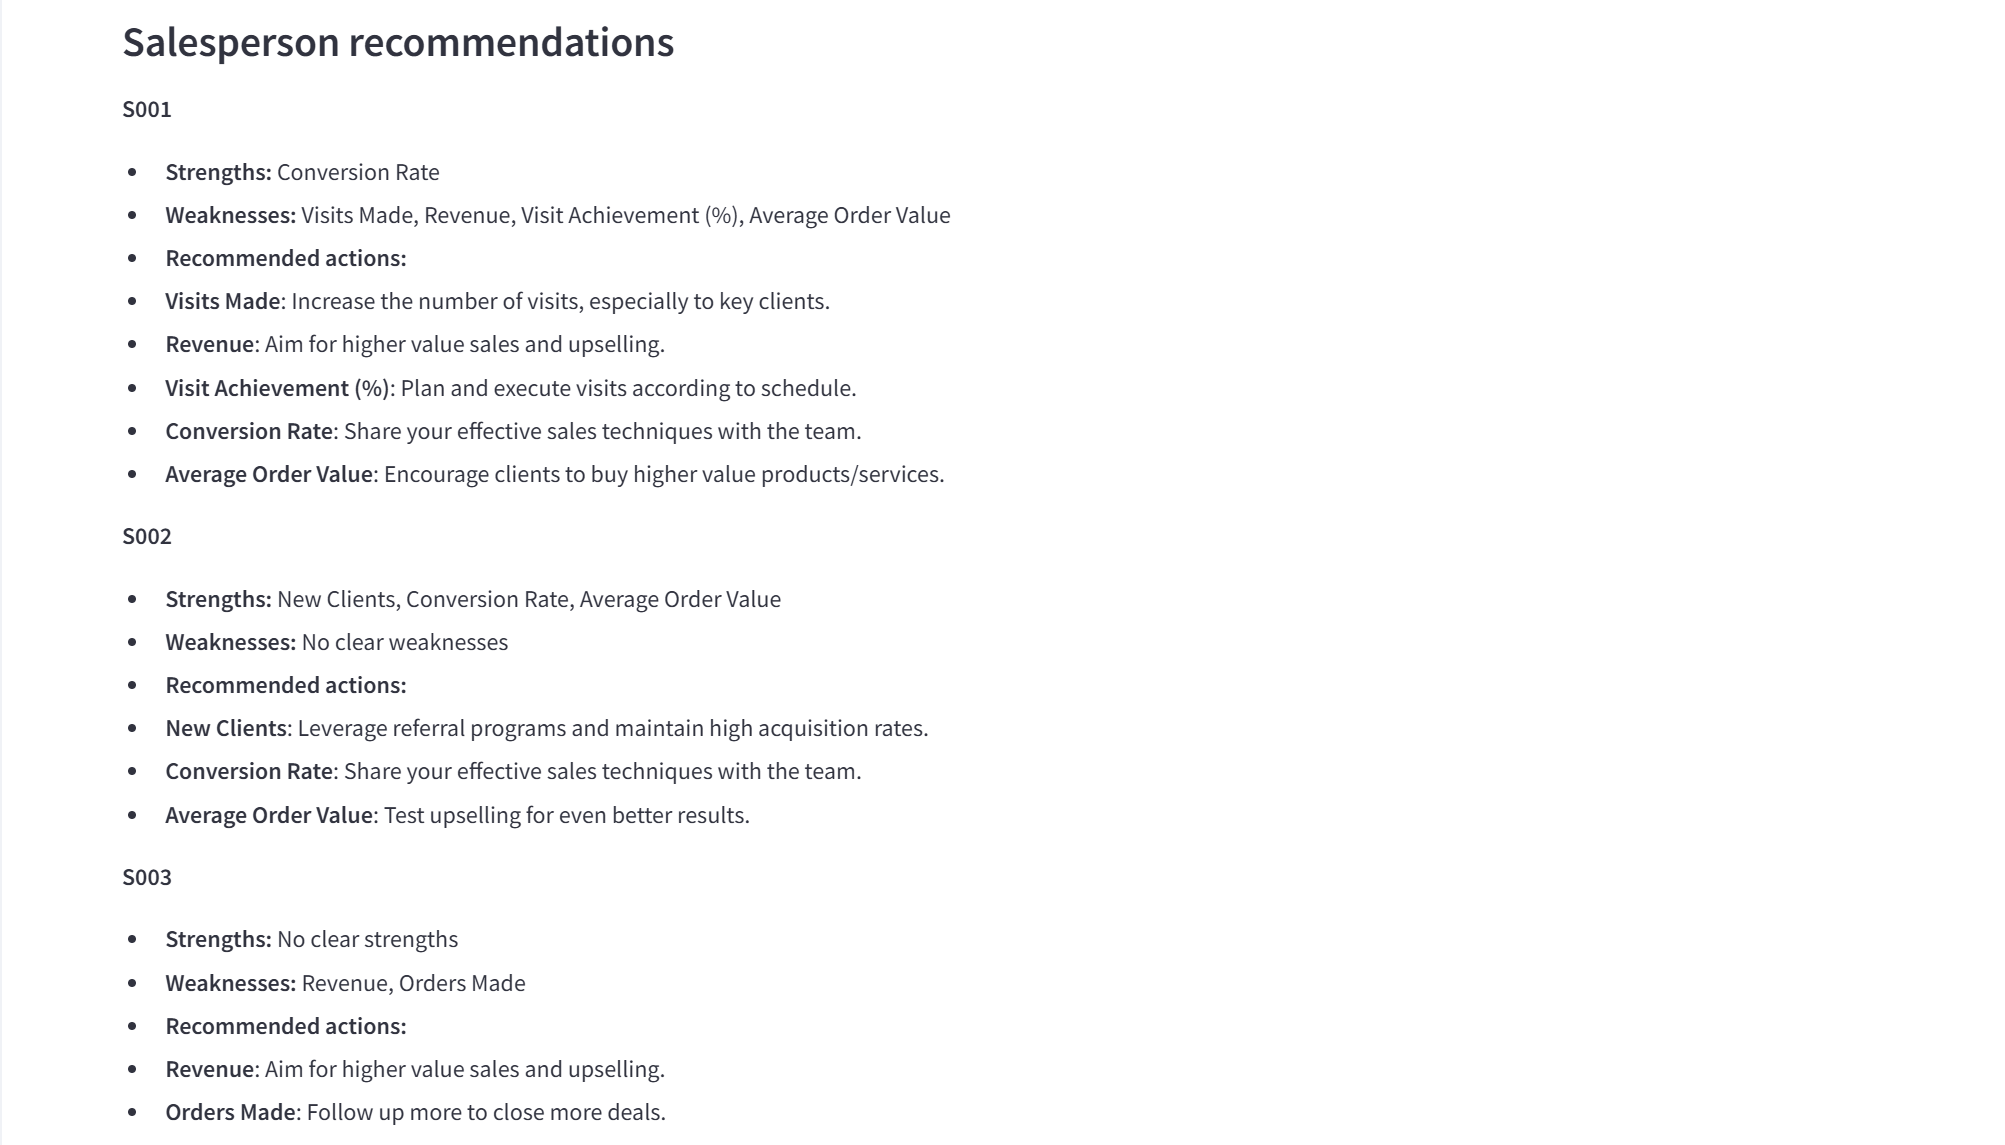 Salesperson recommendations
S001
• Strengths: Conversion Rate
• Weaknesses: Visits Made, Revenue, Visit Achievement (%), Average Order Value
• Recommended actions:
• Visits Made: Increase the number of visits, especially to key clients.
• Revenue: Aim for higher value sales and upselling.
• Visit Achievement (%): Plan and execute visits according to schedule.
• Conversion Rate: Share your effective sales techniques with the team.
• Average Order Value: Encourage clients to buy higher value products/services.
S002
• Strengths: New Clients, Conversion Rate, Average Order Value
• Weaknesses: No clear weaknesses
• Recommended actions:
• New Clients: Leverage referral programs and maintain high acquisition rates.
• Conversion Rate: Share your effective sales techniques with the team.
• Average Order Value: Test upselling for even better results.
S003
• Strengths: No clear strengths
• Weaknesses: Revenue, Orders Made
• Recommended actions:
• Revenue: Aim for higher value sales and upselling.
• Orders Made: Follow up more to close more deals.